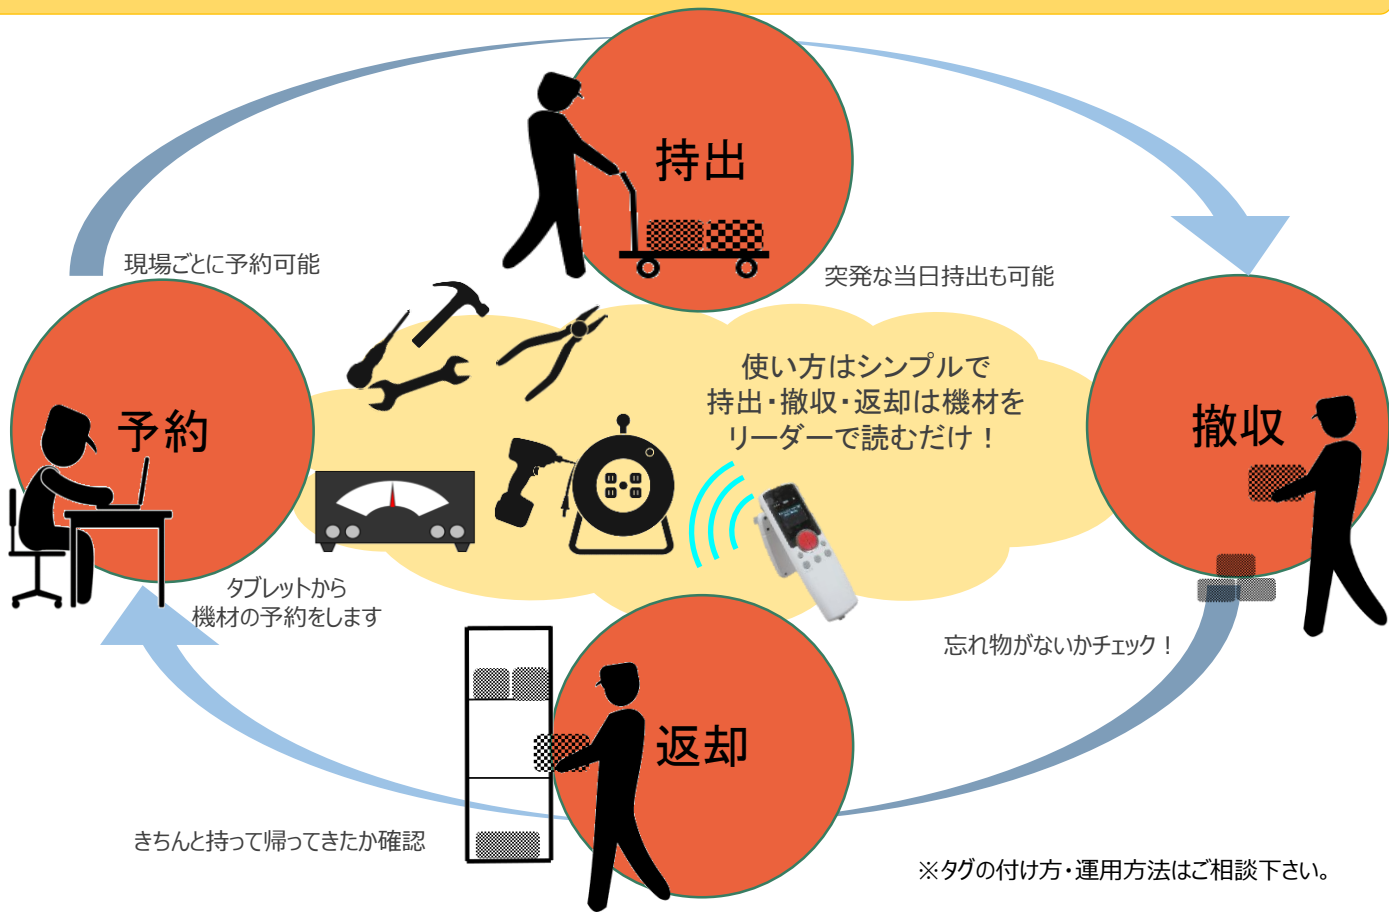 持出
現場ごとに予約可能
突発な当日持出も可能
使い方はシンプルで
持出・撤収・返却は機材を
リーダーで読むだけ！
予約
撤収
タブレットから
機材の予約をします
忘れ物がないかチェック！
返却
きちんと持って帰ってきたか確認
※タグの付け方・運用方法はご相談下さい。